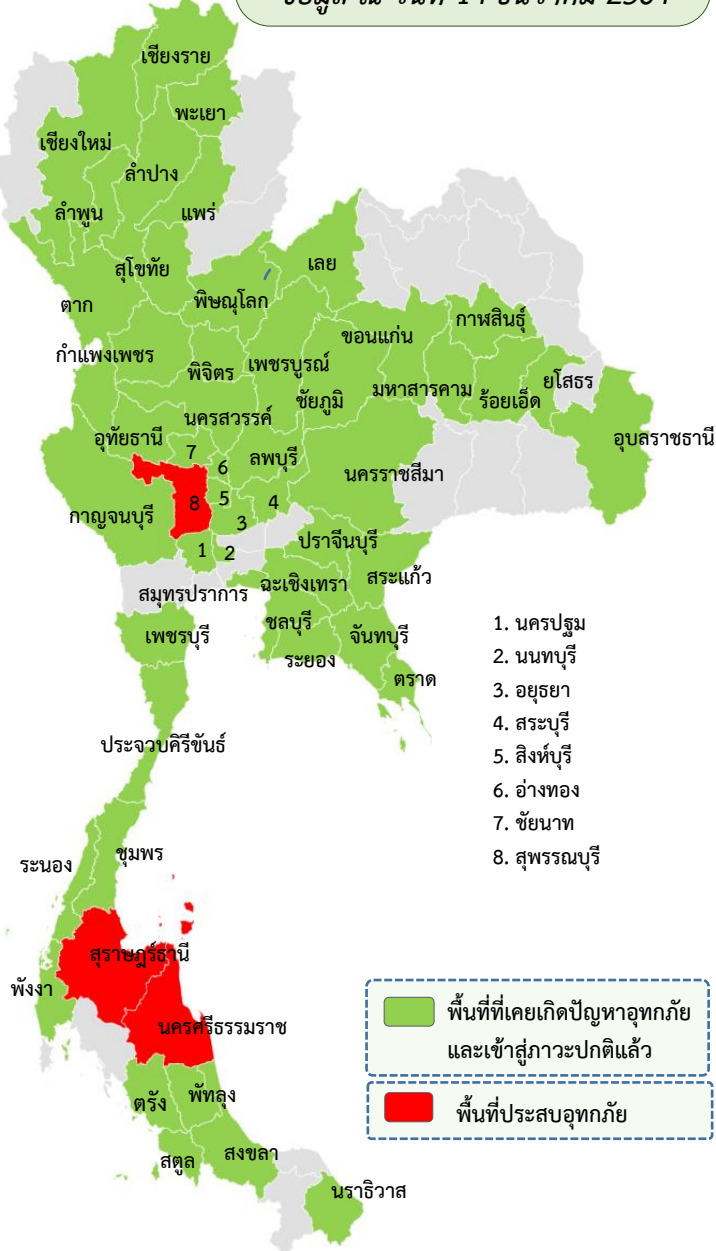 ข้อมูล ณ วันที่ ธันวาคม 2564
เชียงราย
พะเยา
เชียงใหม่
ลำปาง
ลำพูน
แพร่
สุโขทัย
เลย
ตาก
พิษณุโลก
กาฬสินธุ์
ขอนแก่น
กำแพงเพชร
เพชรบูรณ์
พิจิตร
ยโสธร
มหาสารคาม
ชัยภูมิ
ร้อยเอ็ด
นครสวรรค์
อุทัยธานี
อุบลราชธานี
7
6
ลพบุรี
นครราชสีมา
8
5
4
กาญจนบุรี
3
ปราจีนบุรี
1
2
สระแก้ว
ฉะเชิงเทรา
สมุทรปราการ
ชลบุรี
จันทบุรี
เพชรบุรี
ระยอง
ตราด
1. นครปฐม
2. นนทบุรี
3. อยุธยา
4. สระบุรี
5. สิงห์บุรี
6. อ่างทอง
7. ชัยนาท
8. สุพรรณบุรี
ประจวบคิรีขันธ์
ชุมพร
ระนอง
สุราษฎร์ธานี
พังงา
นครศรีธรรมราช
พื้นที่ที่เคยเกิดปัญหาอุทกภัย
และเข้าสู่ภาวะปกติแล้ว
พื้นที่ประสบอุทกภัย
ตรัง
พัทลุง
สตูล
สงขลา
นราธิวาส